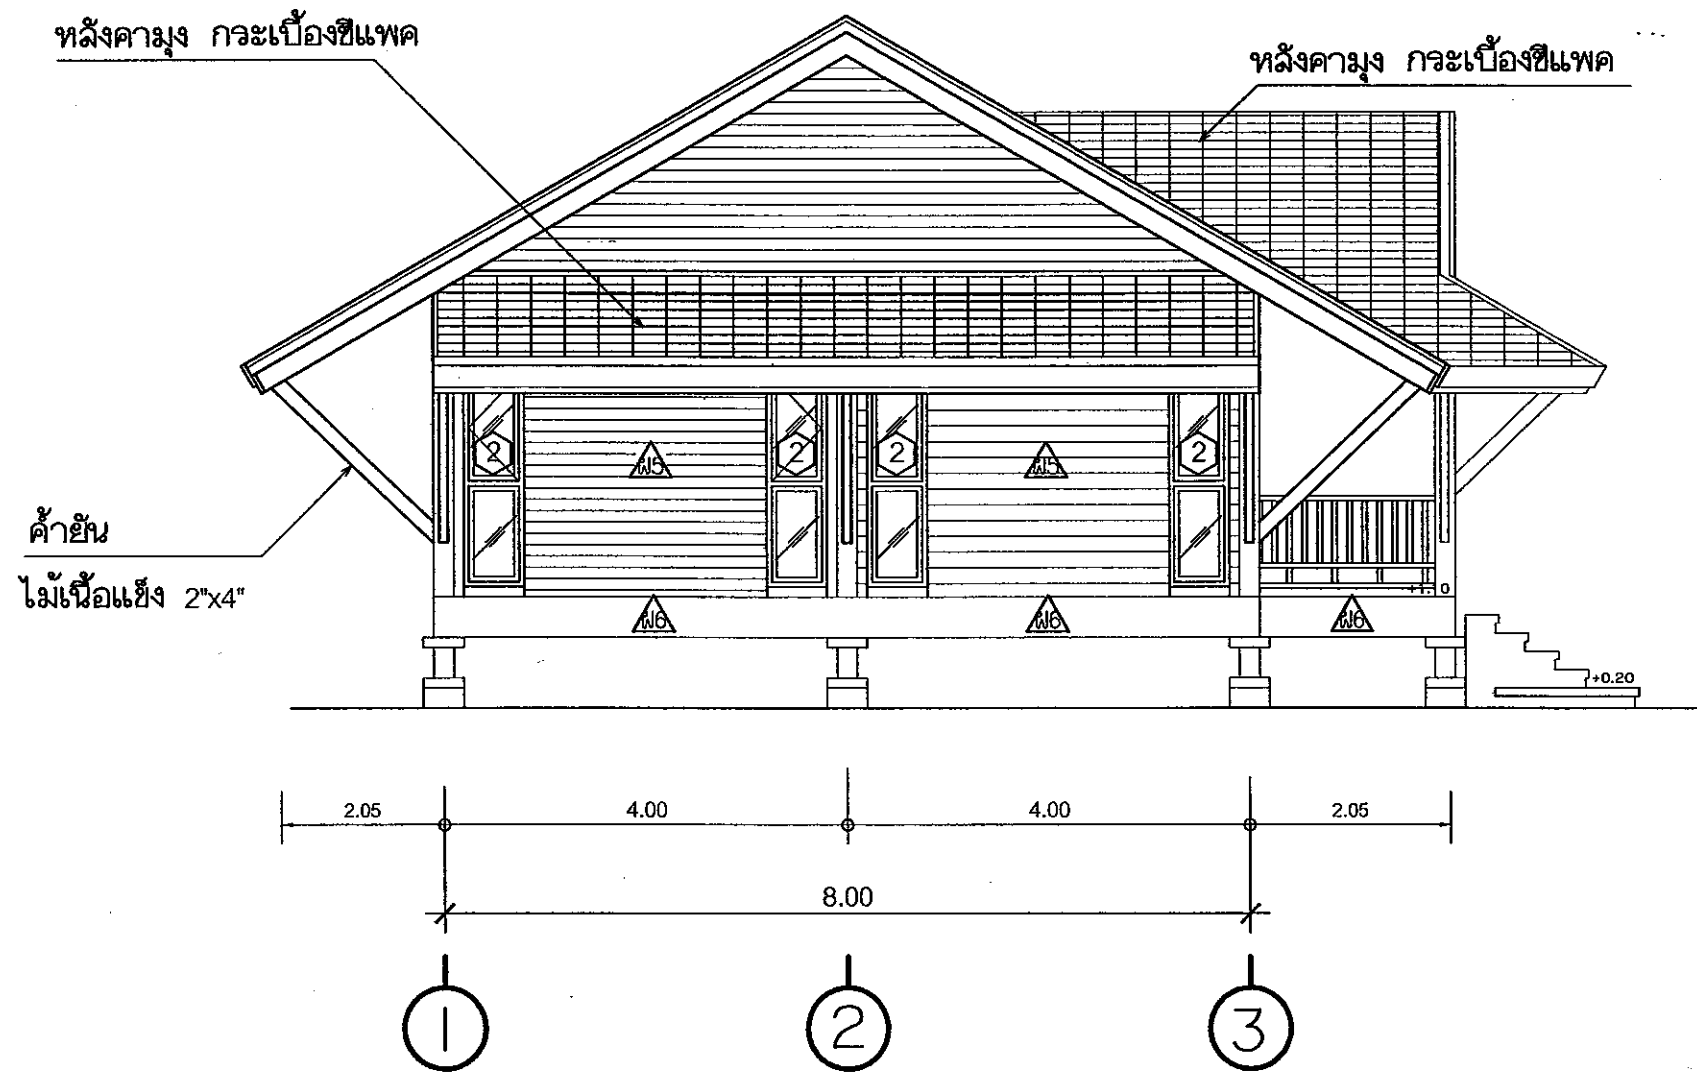 หลังคามุง กระเบื้องซีแพค
หลังคามุง กระเบื้องซีแพค
2
2
2
2
ผ5
ผ5
ค้ำยัน
ไม้เนื้อแข็ง 2"x4"
ผ6
ผ6
ผ6
+0.20
2.05
4.00
4.00
2.05
8.00
1
2
3